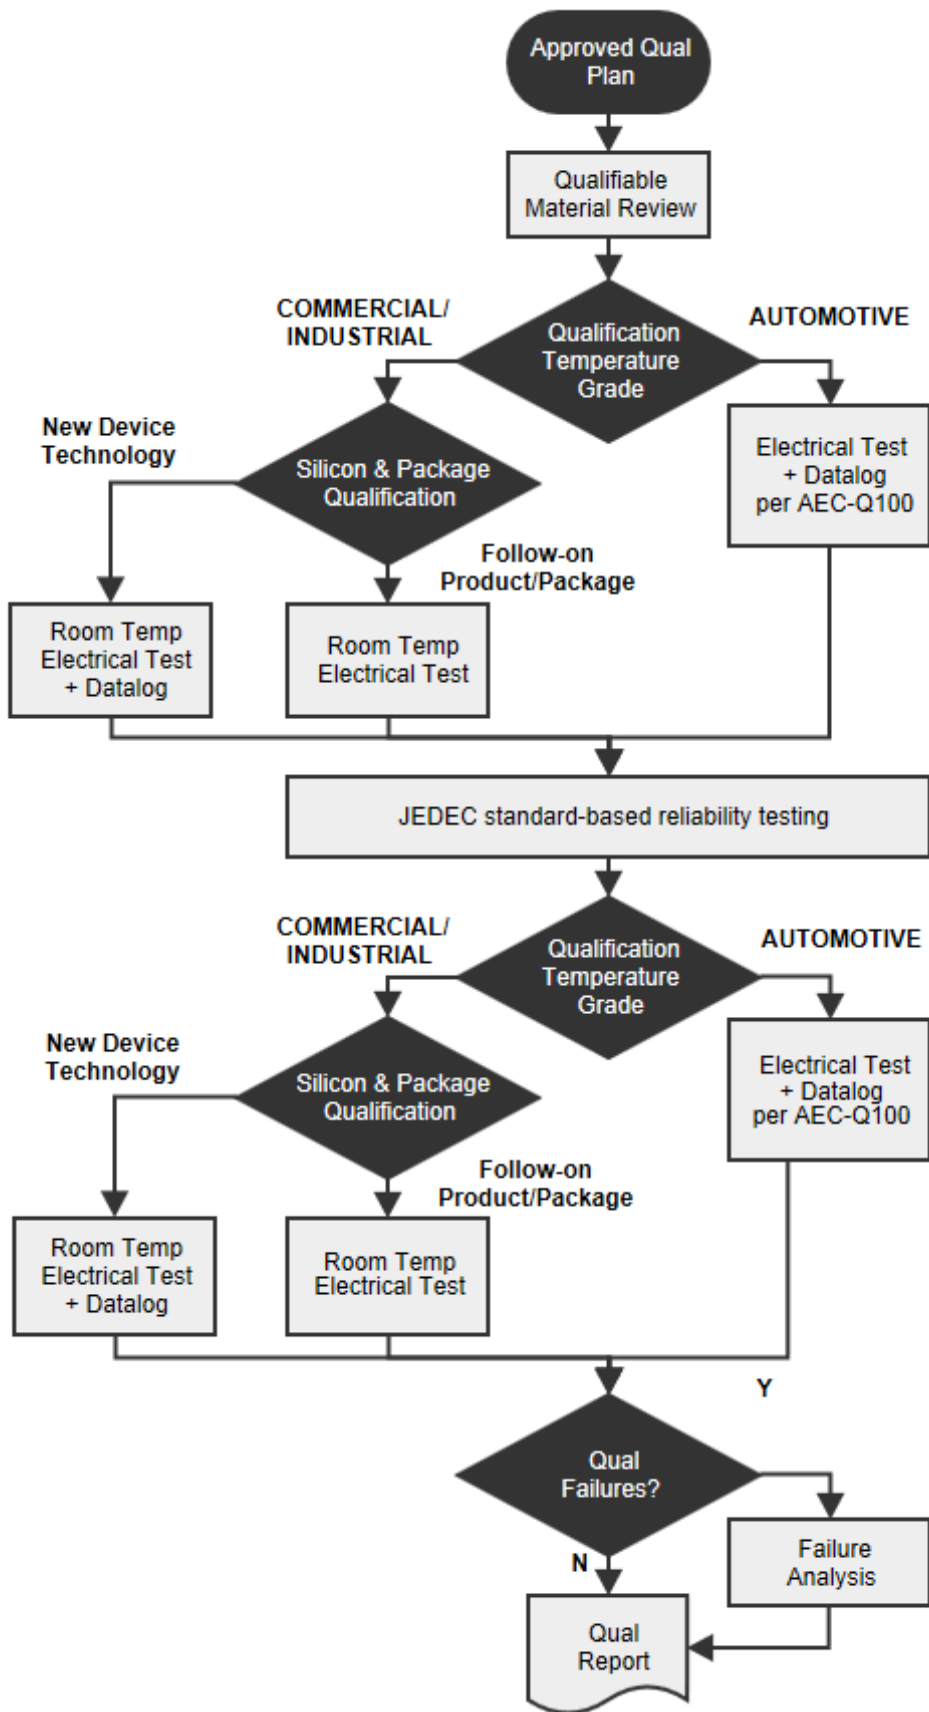 Approved Qual
Plan
Qualifiable
Material Review
COMMERCIAL/
INDUSTRIAL
Qualification
Temperature
Grade
AUTOMOTIVE
New Device
Technology
Silicon & Package
Qualification
Electrical Test
+ Datalog
per AEC-Q100
Follow-on
Product/Package
Room Temp
Electrical Test
+ Datalog
Room Temp
Electrical Test
JEDEC standard-based reliability testing
COMMERCIAL/
INDUSTRIAL
Qualification
Temperature
Grade
AUTOMOTIVE
New Device
Technology
Silicon & Package
Qualification
Electrical Test
+ Datalog
per AEC-Q100
Follow-on
Product/Package
Room Temp
Electrical Test
+ Datalog
Room Temp
Electrical Test
Y
Qual
Failures?
N
Failure
Analysis
Qual
Report